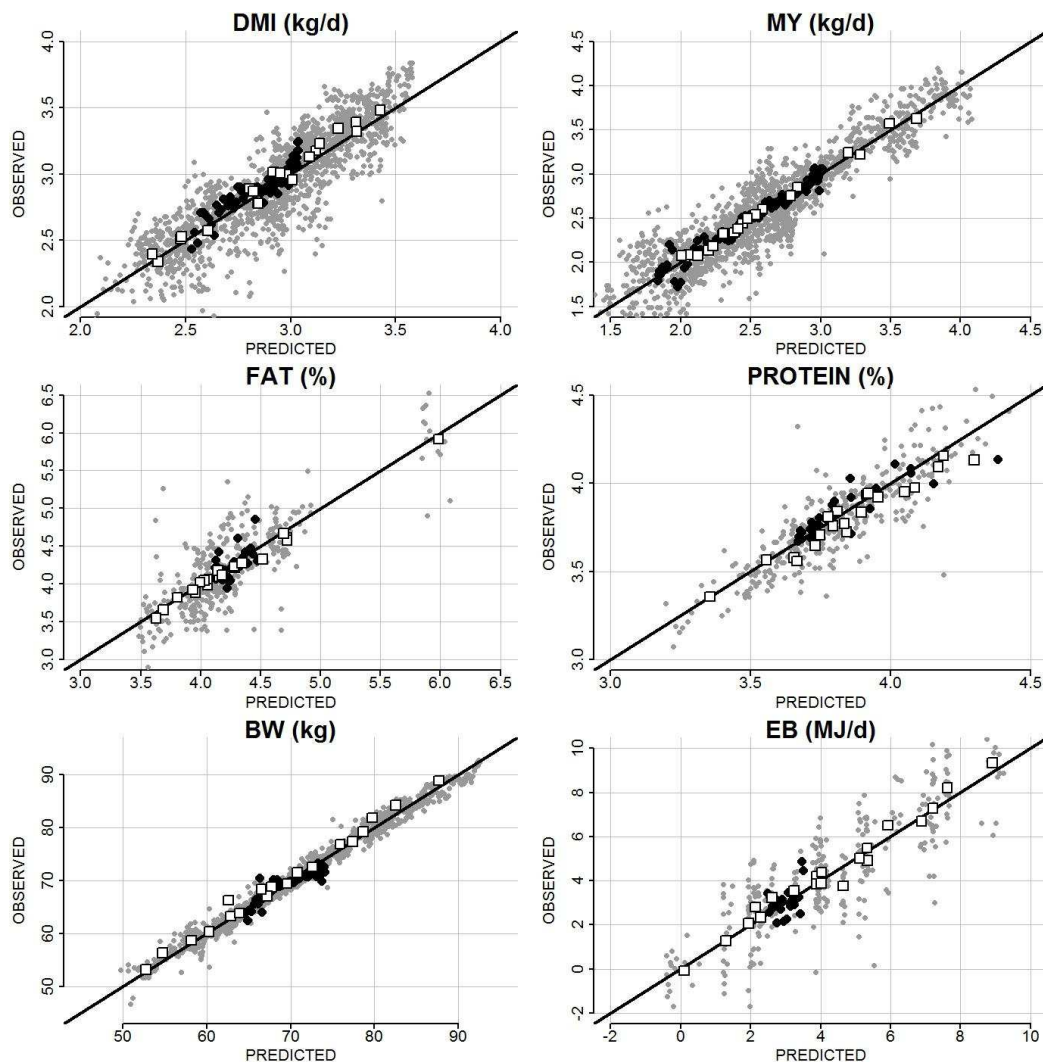 DMI (kg/d)
MY (kg/d)
OBSERVED
2.0 2.5 3.0 3.5 4.0
2.0 2.5 3.0 3.5 4.0
PREDICTED
OBSERVED
1.5 2.0 2.5 3.0 3.5 4.0 4.5
1.5 2.0 2.5 3.0 3.5 4.0 4.5
PREDICTED
FAT (%)
PROTEIN (%)
OBSERVED
3.0 3.5 4.0 4.5 5.0 5.5 6.0 6.5
3.0 3.5 4.0 4.5 5.0 5.5 6.0 6.5
PREDICTED
OBSERVED
3.0 3.5 4.0 4.5
3.0 3.5 4.0 4.5
PREDICTED
BW (kg)
EB (MJ/d)
OBSERVED
50 60 70 80 90
50 60 70 80 90
PREDICTED
OBSERVED
-2 0 2 4 6 8 10
-2 0 2 4 6 8 10
PREDICTED